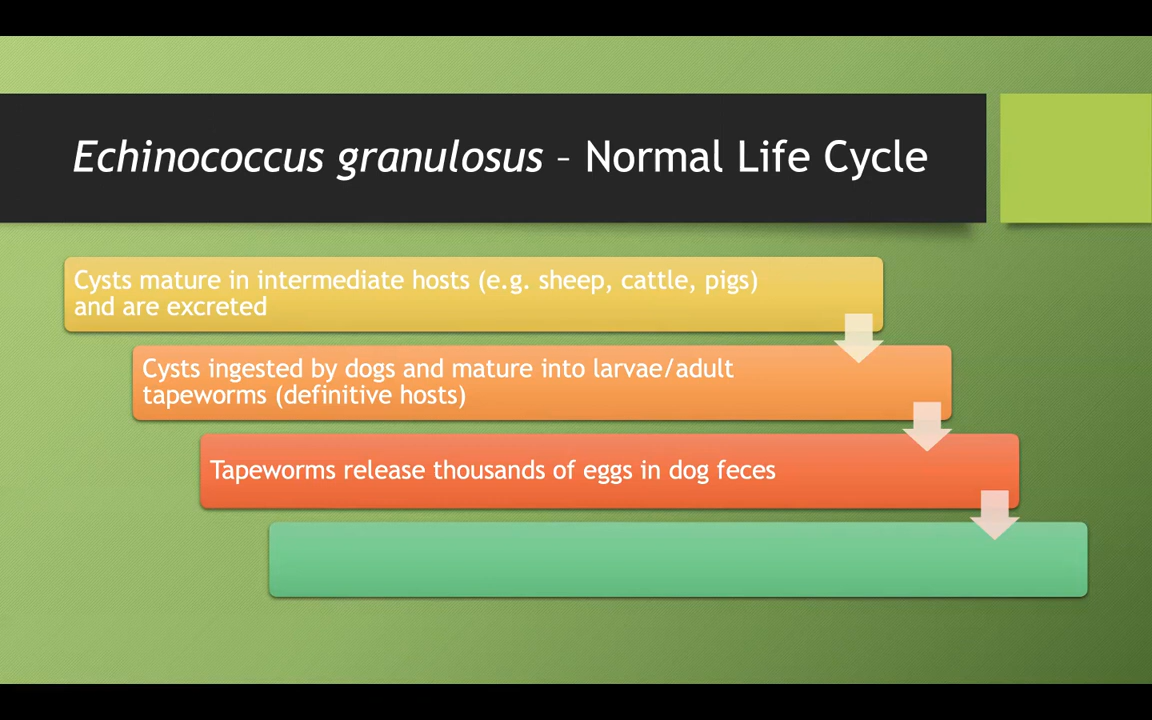 Echinococcus granulosus – Normal Life Cycle
Cysts mature in intermediate hosts (e.g. sheep, cattle, pigs)
and are excreted
Cysts ingested by dogs and mature into larvae/adult
tapeworms (definitive hosts)
Tapeworms release thousands of eggs in dog feces